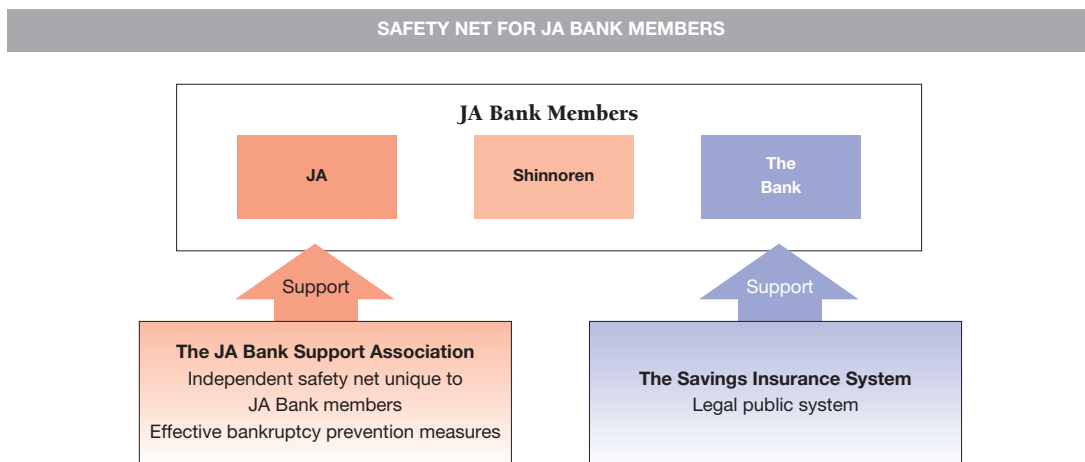 SAFETY NET FOR JA BANK MEMBERS
JA Bank Members
JA
Shinnoren
The
Bank
Support
Support
The JA Bank Support Association
Independent safety net unique to
JA Bank members
Effective bankruptcy prevention measures
The Savings Insurance System
Legal public system